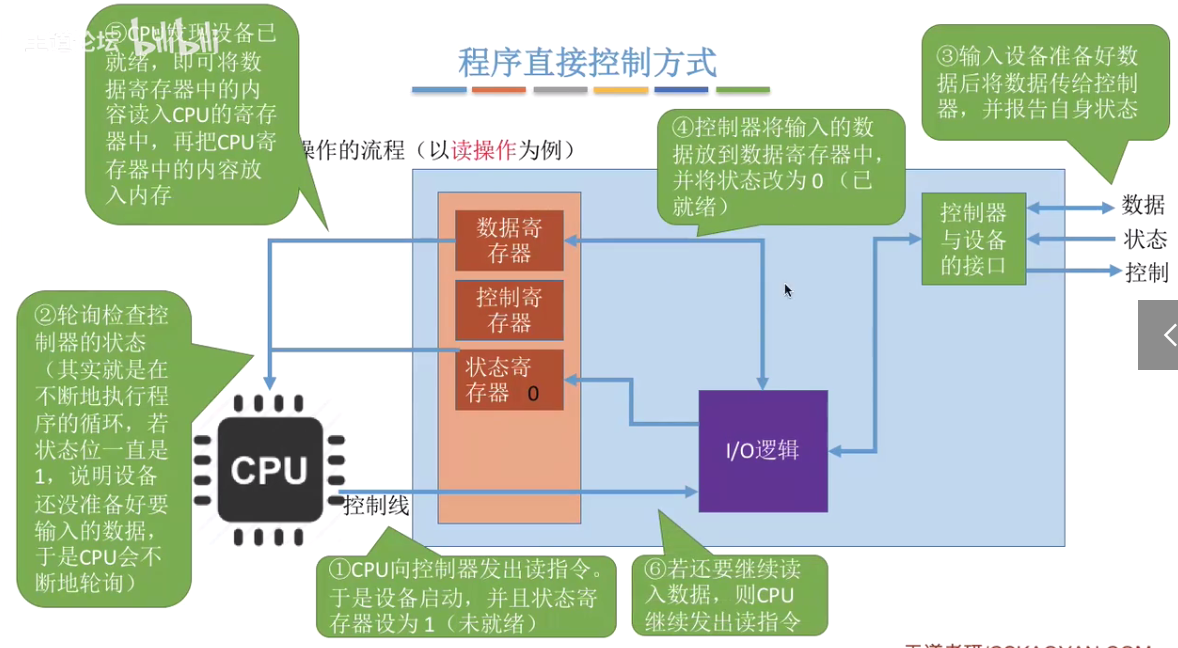 程序直接控制方式
操作的流程（以读操作为例）
⑤CPU发现设备已
就绪，即可将数
据寄存器中的内
容读入CPU的寄存
器中，再把CPU寄
存器中的内容放
入内存
bilibili
③输入设备准备好数
据后将数据传给控制
器，并报告自身状态
④控制器将输入的数
据放到数据寄存器中，
并将状态改为 0 （已
就绪）
数据寄
存器
控制寄
存器
状态寄
存器 0
控制器
与设备
的接口
数据
状态
控制
I/O逻辑
②轮询检查控
制器的状态
（其实就是在
不断地执行程
序的循环，若
状态位一直是
1，说明设备
还没准备好要
输入的数据，
于是CPU会不
断地轮询）
CPU
控制线
①CPU向控制器发出读指令。
于是设备启动，并且状态寄
存器设为 1（未就绪）
⑥若还要继续读
入数据，则CPU
继续发出读指令